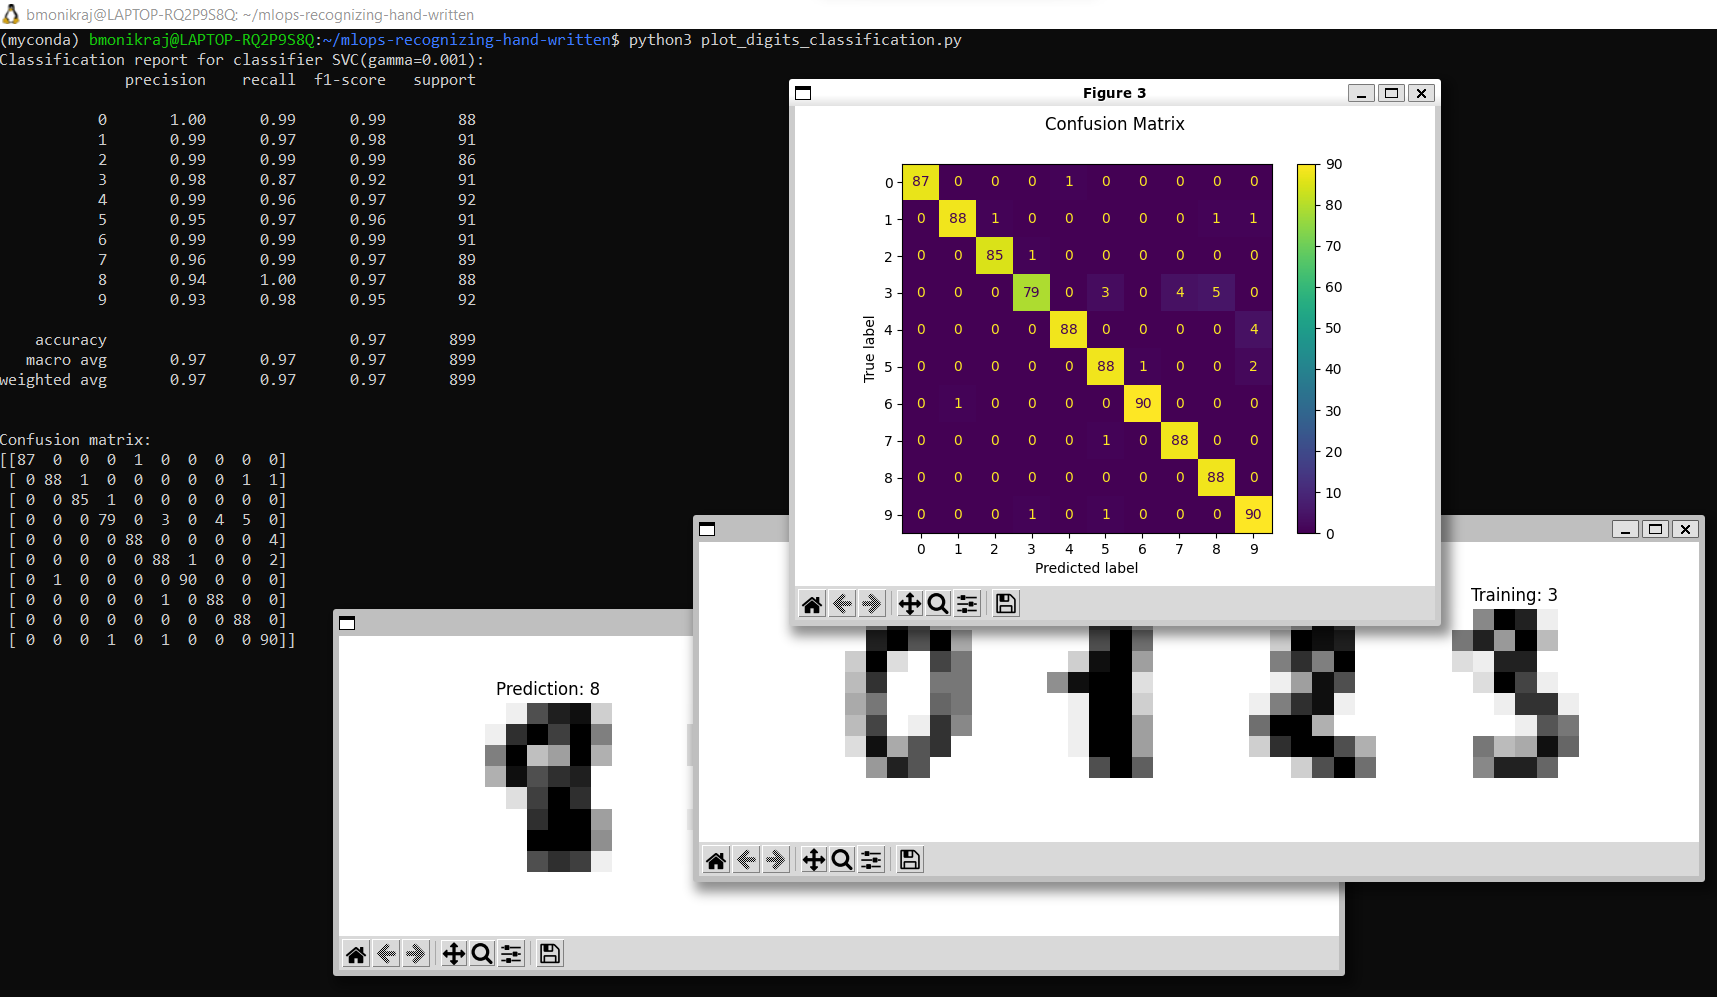 bmonikraj@LAPTOP-RQ2P9S8Q: ~/mlops-recognizing-hand-written
(myconda) bmonikraj@LAPTOP-RQ2P9S8Q:~/mlops-recognizing-hand-written$ python3 plot_digits_classification.py
Classification report for classifier SVC(gamma=0.001):
precision recall f1-score support
0 1.00 0.99 0.99 88
1 0.99 0.97 0.98 91
2 0.99 0.99 0.99 86
3 0.98 0.87 0.92 91
4 0.99 0.96 0.97 92
5 0.95 0.97 0.96 91
6 0.99 0.99 0.99 91
7 0.96 0.99 0.97 89
8 0.94 1.00 0.97 88
9 0.93 0.98 0.95 92
accuracy 0.97 899
macro avg 0.97 0.97 0.97 899
weighted avg 0.97 0.97 0.97 899
Confusion matrix:
[[87 0 0 0 1 0 0 0 0 0]
[ 0 88 1 0 0 0 0 0 1 1]
[ 0 0 85 1 0 0 0 0 0 0]
[ 0 0 0 79 0 3 0 4 5 0]
[ 0 0 0 0 88 0 0 0 0 4]
[ 0 0 0 0 0 88 1 0 0 2]
[ 0 1 0 0 0 0 90 0 0 0]
[ 0 0 0 0 0 1 0 88 0 0]
[ 0 0 0 0 0 0 0 0 88 0]
[ 0 0 0 1 0 1 0 0 0 90]]
Figure 3
Confusion Matrix
0 87 0 0 0 1 0 0 0 0 0
1 0 88 1 0 0 0 0 0 1 1
2 0 0 85 1 0 0 0 0 0 0
3 0 0 0 79 0 3 0 4 5 0
4 0 0 0 0 88 0 0 0 0 4
5 0 0 0 0 0 88 1 0 0 2
6 0 1 0 0 0 0 90 0 0 0
7 0 0 0 0 0 1 0 88 0 0
8 0 0 0 0 0 0 0 0 88 0
9 0 0 0 1 0 1 0 0 0 90
0 1 2 3 4 5 6 7 8 9
True label
Predicted label
90
80
70
60
50
40
30
20
10
0
Training: 3
Prediction: 8